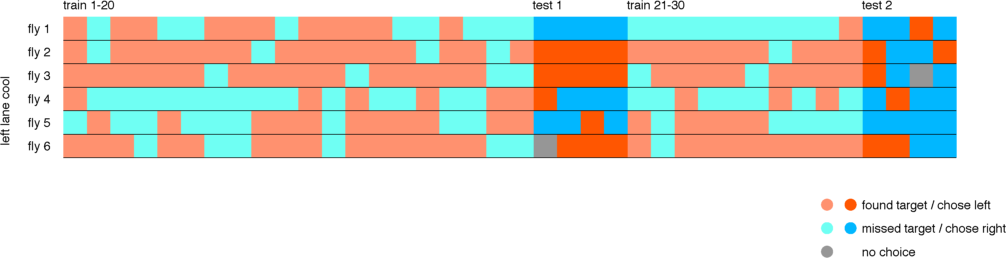 train 1-20 test 1 train 21-30 test 2
left lane cool
fly 1
fly 2
fly 3
fly 4
fly 5
fly 6
found target / chose left
missed target / chose right
no choice